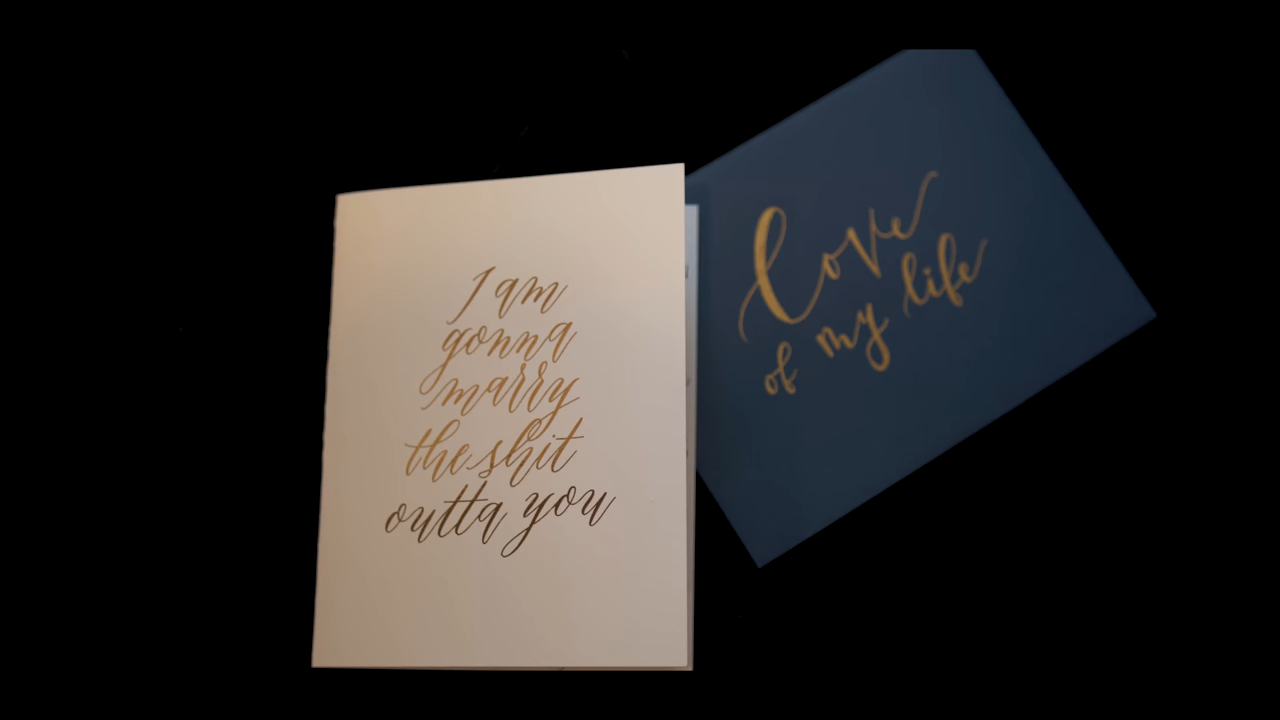 I am
gonna
marry
the shit
outta you
Love
of my life